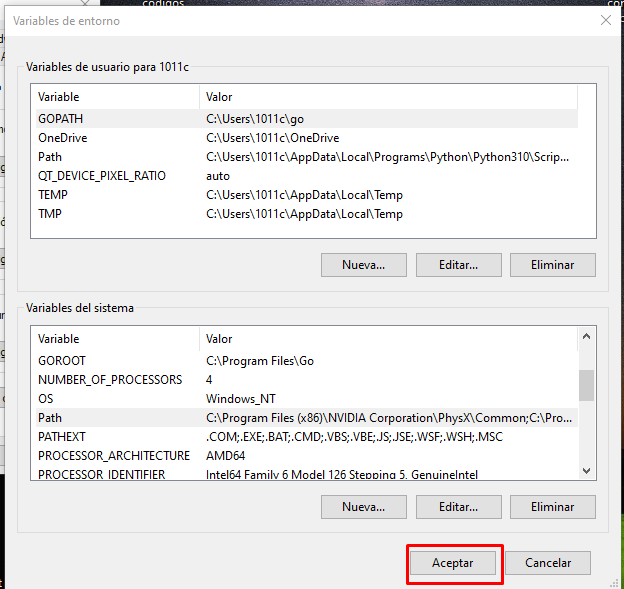 códigos
Variables de entorno
Variables de usuario para 1011c
Variable Valor
GOPATH C:\Users\1011c\go
OneDrive C:\Users\1011c\OneDrive
Path C:\Users\1011c\AppData\Local\Programs\Python\Python310\Scrip...
QT_DEVICE_PIXEL_RATIO auto
TEMP C:\Users\1011c\AppData\Local\Temp
TMP C:\Users\1011c\AppData\Local\Temp
Nueva... Editar... Eliminar
Variables del sistema
Variable Valor
GOROOT C:\Program Files\Go
NUMBER_OF_PROCESSORS 4
OS Windows_NT
Path C:\Program Files (x86)\NVIDIA Corporation\PhysX\Common;C:\Pro...
PATHEXT .COM;.EXE;.BAT;.CMD;.VBS;.VBE;.JS;.JSE;.WSF;.WSH;.MSC
PROCESSOR_ARCHITECTURE AMD64
PROCESSOR_IDENTIFIER Intel64 Family 6 Model 126 Stepping 5, GenuineIntel
Nueva... Editar... Eliminar
Aceptar Cancelar